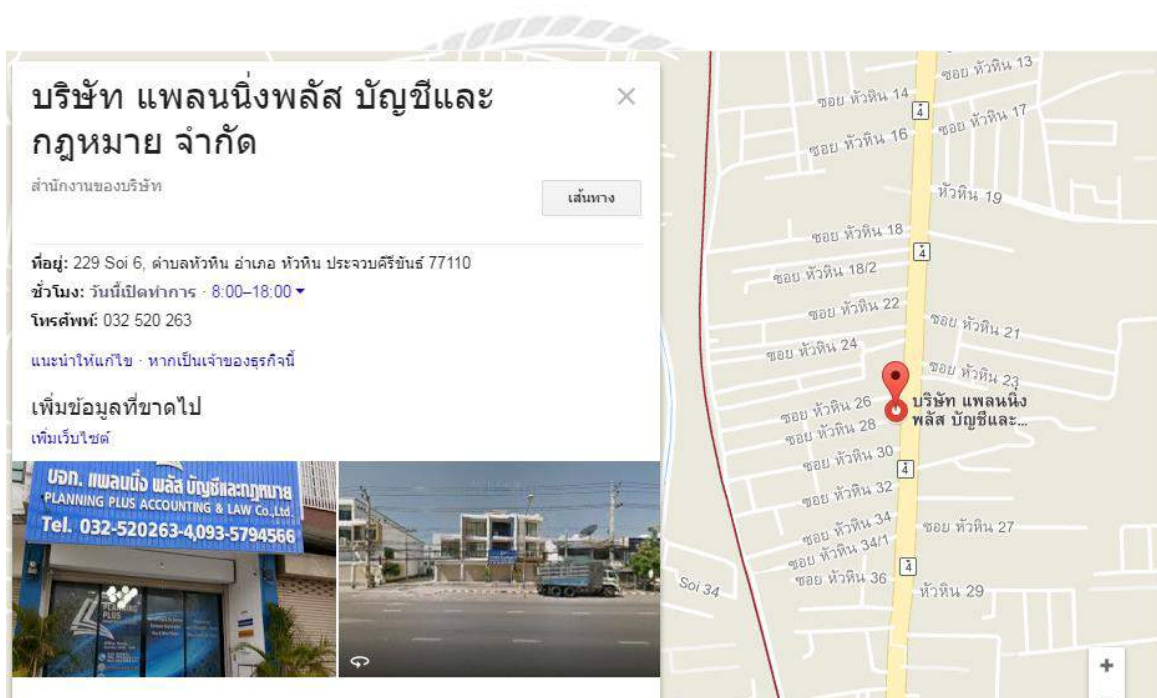 บริษัท แพลนนิ่งพลัส บัญชีและ
กฎหมาย จำกัด
สำนักงานของบริษัท
เส้นทาง
ที่อยู่: 229 Soi 6, ตำบลหัวหิน อำเภอ หัวหิน ประจวบคีรีขันธ์ 77110
ชั่วโมง: วันนี้เปิดทำการ · 8:00–18:00
โทรศัพท์: 032 520 263
แนะนำให้แก้ไข · หากเป็นเจ้าของธุรกิจนี้
เพิ่มข้อมูลที่ขาดไป
เพิ่มเว็บไซต์
บจก. แพลนนิ่ง พลัส บัญชีและกฎหมาย
PLANNING PLUS ACCOUNTING & LAW Co.,Ltd.
Tel. 032-520263-4,093-5794566
PLANNING
PLUS
ซอย หัวหิน 13
ซอย หัวหิน 14
4
ซอย หัวหิน 17
ซอย หัวหิน 16
หัวหิน 19
ซอย หัวหิน 18
4
ซอย หัวหิน 18/2
ซอย หัวหิน 22
ซอย หัวหิน 21
ซอย หัวหิน 24
ซอย หัวหิน 23
บริษัท แพลนนิ่ง
พลัส บัญชีและ...
ซอย หัวหิน 26
ซอย หัวหิน 28
ซอย หัวหิน 30
4
ซอย หัวหิน 32
ซอย หัวหิน 34
ซอย หัวหิน 27
ซอย หัวหิน 34/1
4
ซอย หัวหิน 36
Soi 34
หัวหิน 29